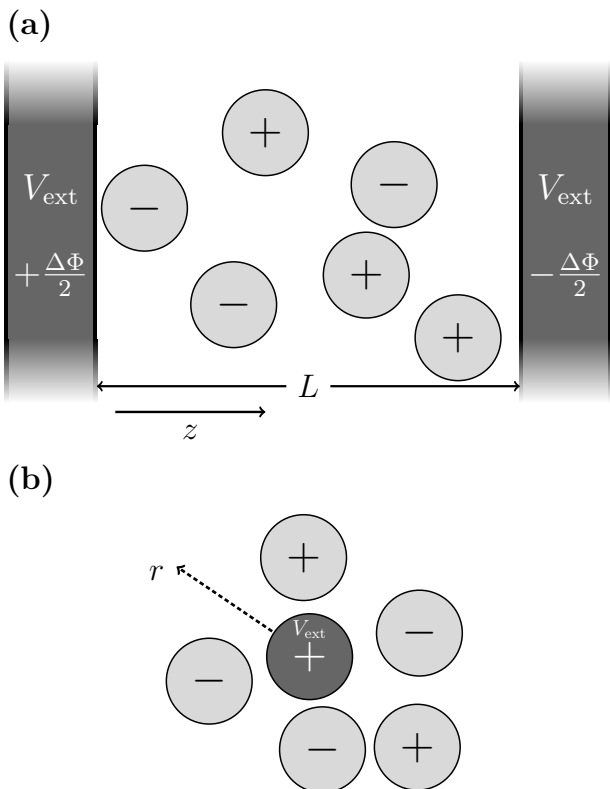 (a)
V_ext
+ΔΦ/2
V_ext
−ΔΦ/2
+
−
−
+
−
+
L
z
(b)
r
+
V_ext
+
−
−
−
+